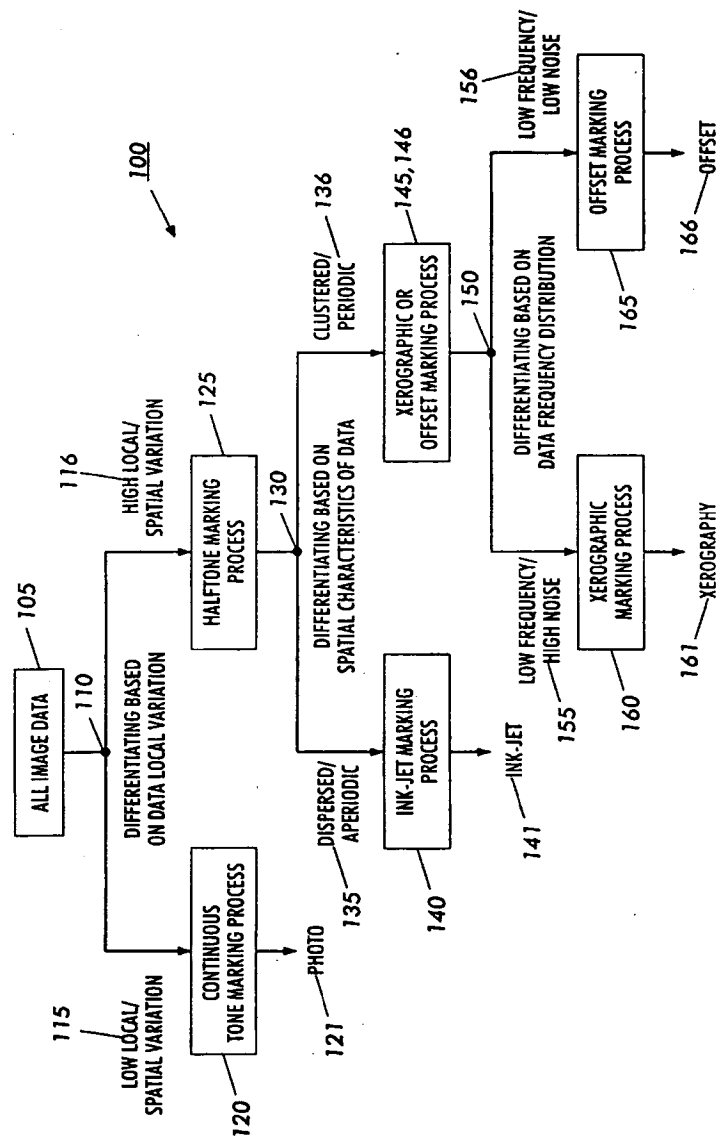 100
ALL IMAGE DATA
105
110
DIFFERENTIATING BASED
ON DATA LOCAL VARIATION
115
LOW LOCAL/
SPATIAL VARIATION
116
HIGH LOCAL/
SPATIAL VARIATION
CONTINUOUS
TONE MARKING PROCESS
120
PHOTO
121
HALFTONE MARKING
PROCESS
125
130
DIFFERENTIATING BASED ON
SPATIAL CHARACTERISTICS OF DATA
DISPERSED/
APERIODIC
135
CLUSTERED/
PERIODIC
136
INK-JET MARKING
PROCESS
140
INK-JET
141
XEROGRAPHIC OR
OFFSET MARKING PROCESS
145, 146
150
DIFFERENTIATING BASED ON
DATA FREQUENCY DISTRIBUTION
LOW FREQUENCY/
HIGH NOISE
155
LOW FREQUENCY/
LOW NOISE
156
XEROGRAPHIC
MARKING PROCESS
160
XEROGRAPHY
161
OFFSET MARKING
PROCESS
165
OFFSET
166